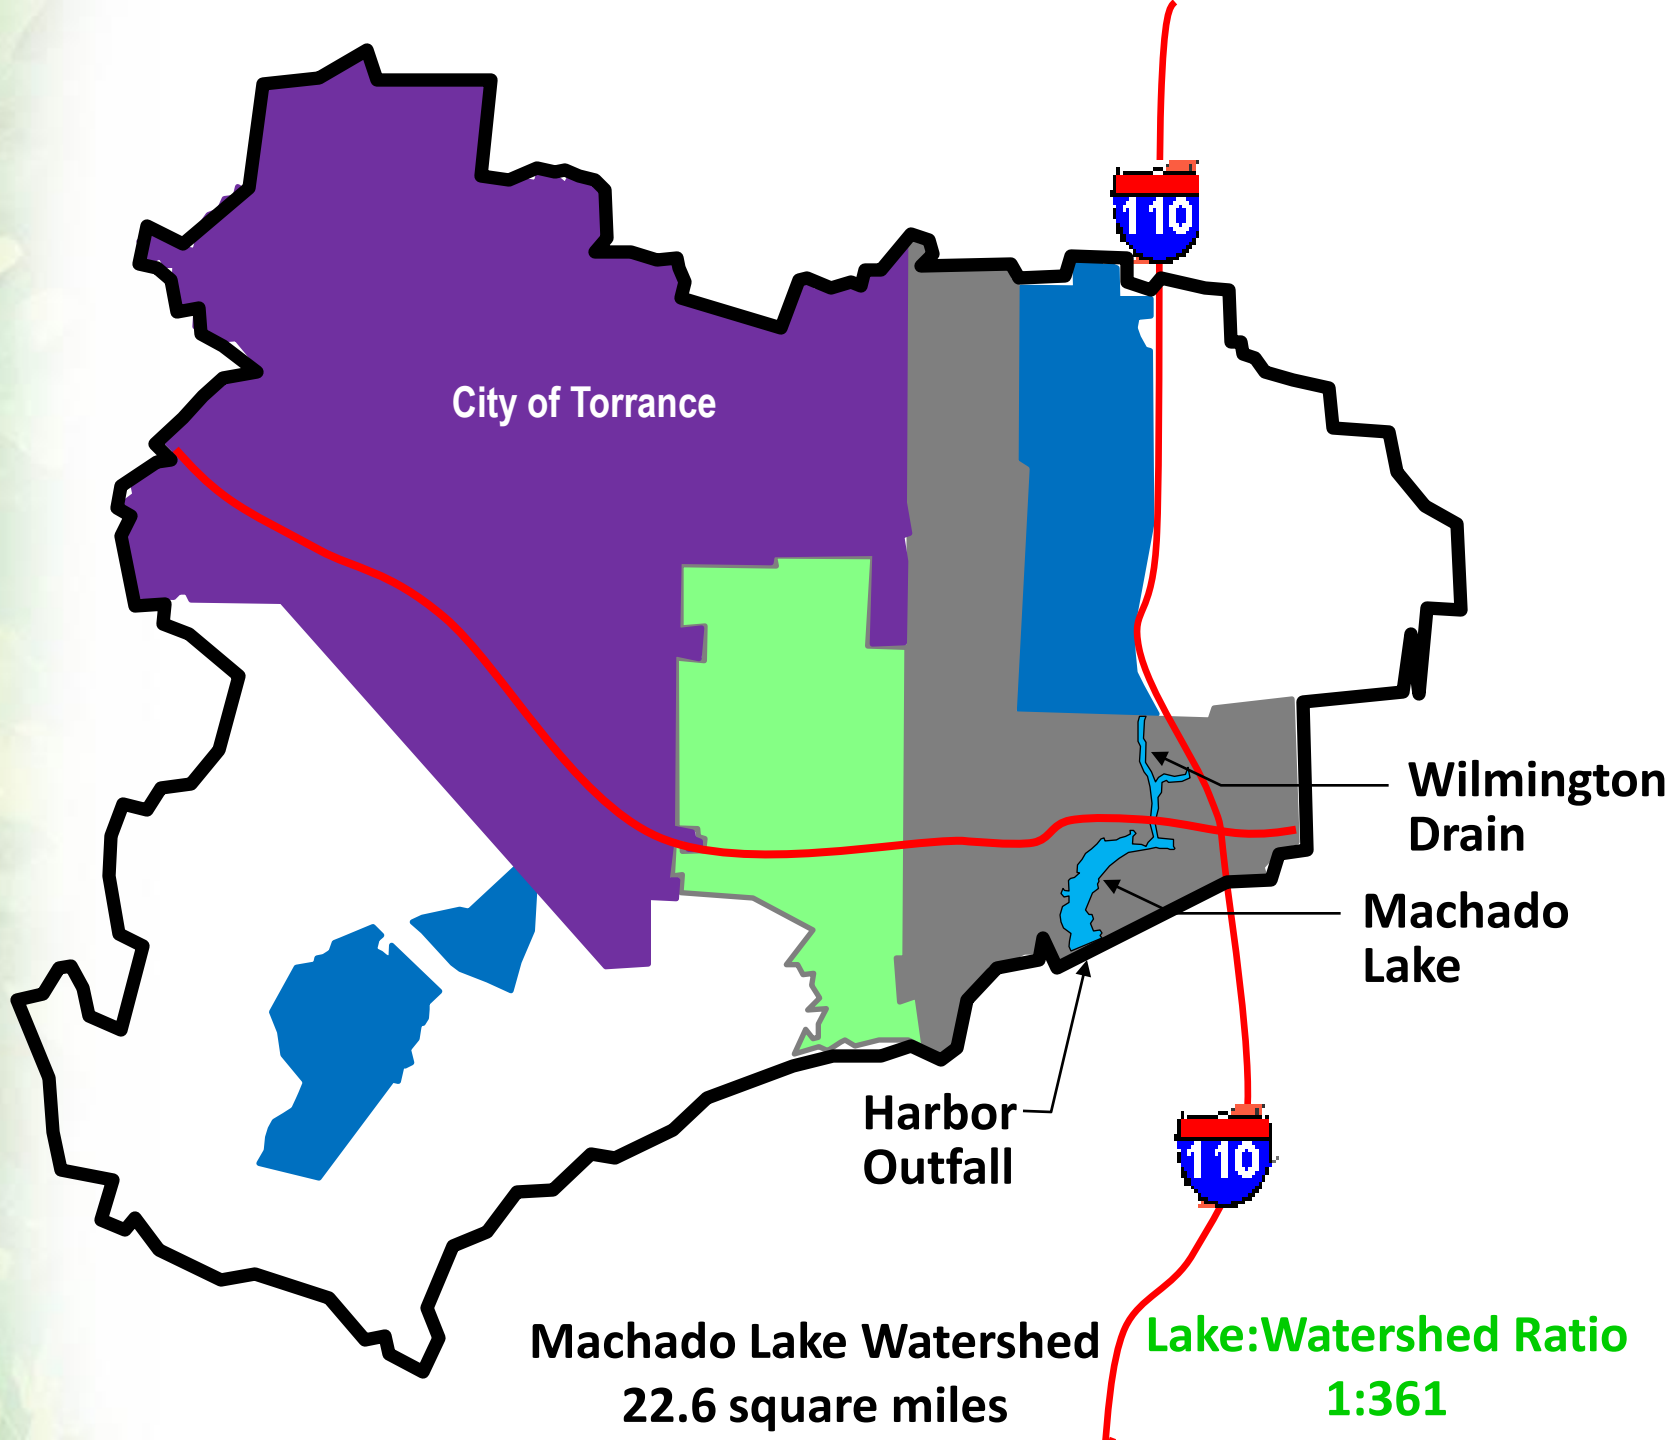 110
City of Torrance
Wilmington
Drain
Machado
Lake
Harbor
Outfall
110
Machado Lake Watershed
22.6 square miles
Lake:Watershed Ratio
1:361